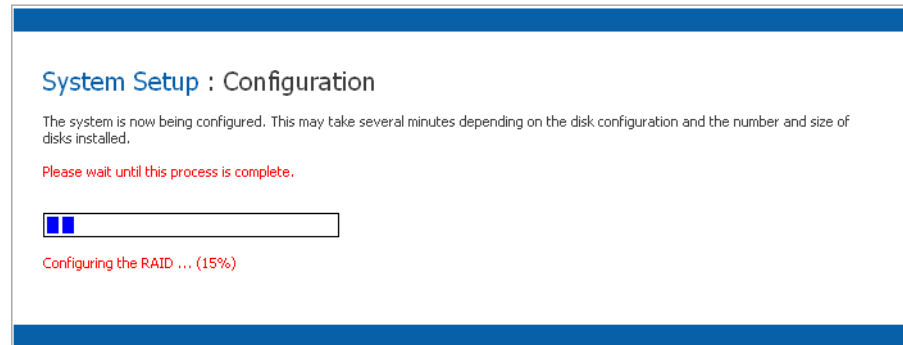 System Setup : Configuration
The system is now being configured. This may take several minutes depending on the disk configuration and the number and size of
disks installed.
Please wait until this process is complete.
Configuring the RAID ... (15%)